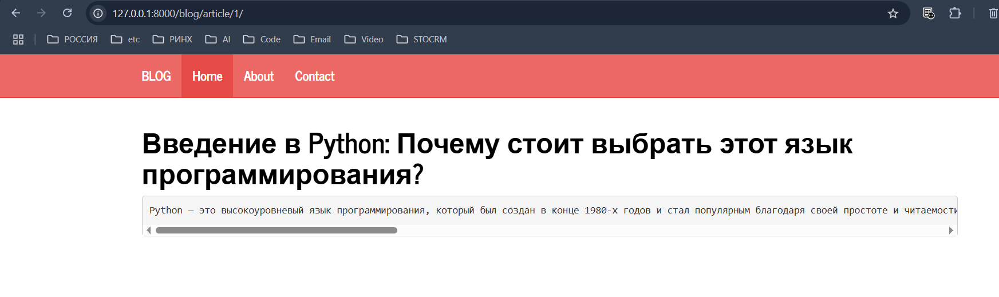 127.0.0.1:8000/blog/article/1/
РОССИЯ etc РИНХ AI Code Email Video STOCRM
BLOG Home About Contact
Введение в Python: Почему стоит выбрать этот язык
программирования?
Python — это высокоуровневый язык программирования, который был создан в конце 1980-х годов и стал популярным благодаря своей простоте и читаемости